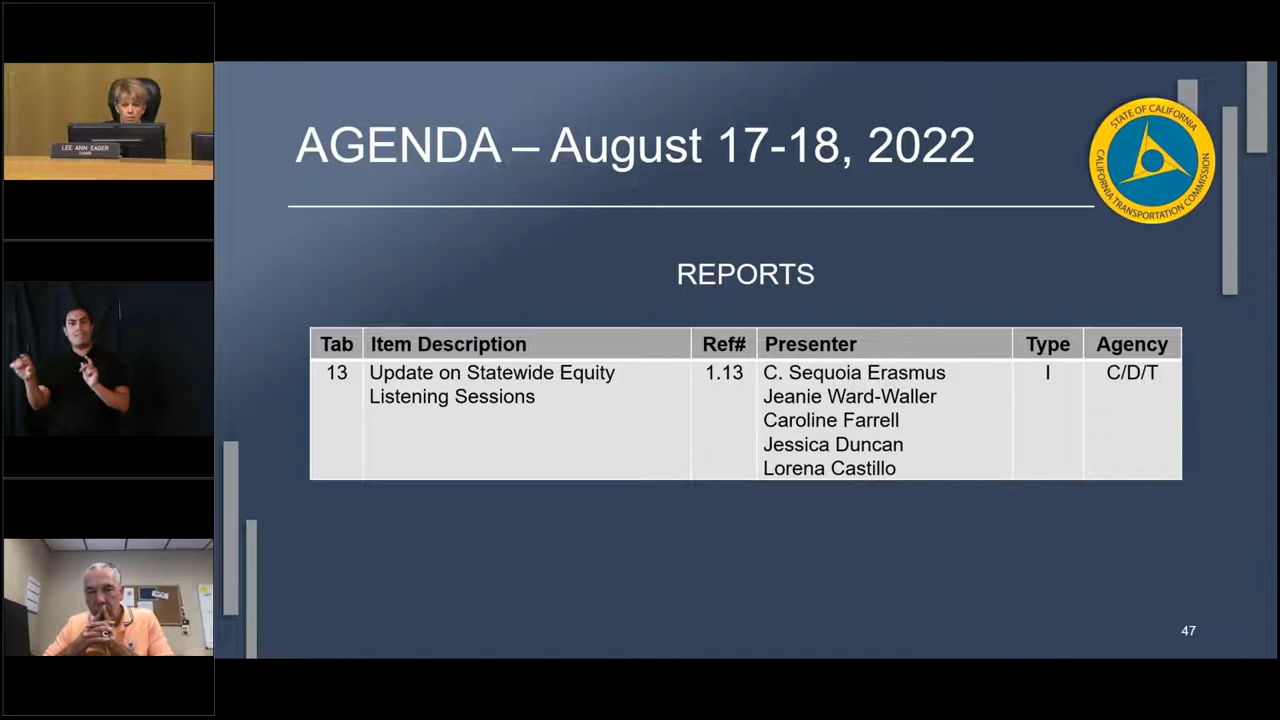 LEE ANN EAGER
CHAIR
AGENDA – August 17-18, 2022
STATE OF CALIFORNIA
CALIFORNIA TRANSPORTATION COMMISSION
REPORTS
Tab Item Description Ref# Presenter Type Agency
13 Update on Statewide Equity 1.13 C. Sequoia Erasmus I C/D/T
Listening Sessions Jeanie Ward-Waller
Caroline Farrell
Jessica Duncan
Lorena Castillo
47